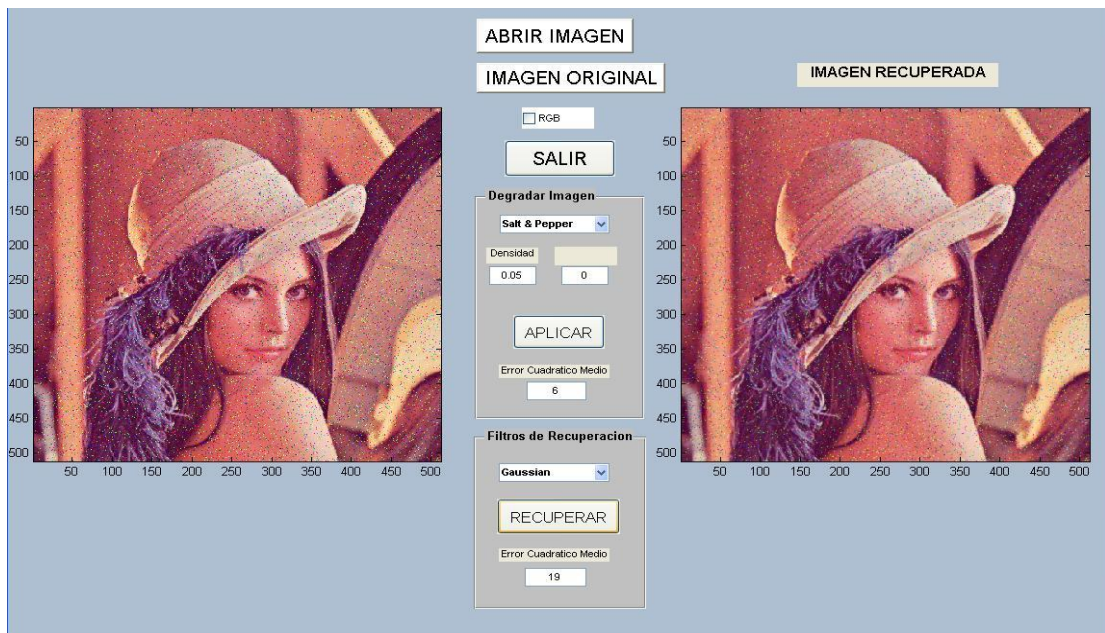 ABRIR IMAGEN
IMAGEN ORIGINAL
IMAGEN RECUPERADA
RGB
SALIR
50
100
150
200
250
300
350
400
450
500
50 100 150 200 250 300 350 400 450 500
Degradar Imagen
Salt & Pepper
Densidad
0.05 0
APLICAR
Error Cuadratico Medio
6
Filtros de Recuperacion
Gaussian
RECUPERAR
Error Cuadratico Medio
19
50
100
150
200
250
300
350
400
450
500
50 100 150 200 250 300 350 400 450 500